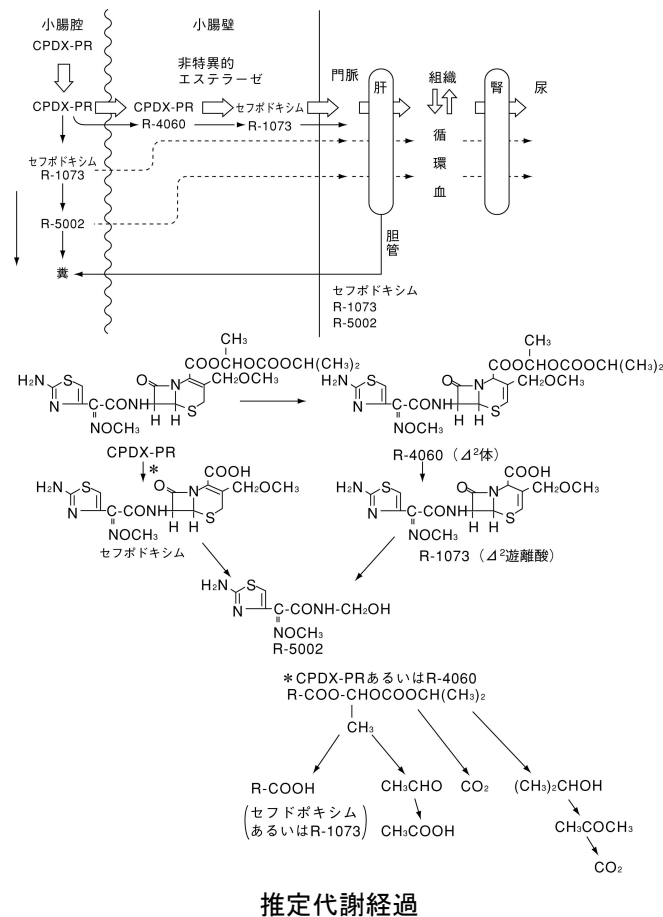 小腸腔
小腸壁
CPDX-PR
非特異的
エステラーゼ
門脈
肝
組織
腎
尿
CPDX-PR
CPDX-PR
セフポドキシム
R-4060
R-1073
循
環
血
セフポドキシム
R-1073
R-5002
糞
胆
管
セフポドキシム
R-1073
R-5002
CH₃
COOCHOCOOCH(CH₃)₂
H₂N
S
N
C-CONH
NOCH₃
O
N
CH₂OCH₃
S
H H
CPDX-PR
CH₃
COOCHOCOOCH(CH₃)₂
H₂N
S
N
C-CONH
NOCH₃
O
N
CH₂OCH₃
S
H H
R-4060（⊿²体）
*
COOH
H₂N
S
N
C-CONH
NOCH₃
O
N
CH₂OCH₃
S
H H
セフポドキシム
COOH
H₂N
S
N
C-CONH
NOCH₃
O
N
CH₂OCH₃
S
H H
R-1073（⊿²遊離酸）
H₂N
S
N
C-CONH-CH₂OH
NOCH₃
R-5002
*CPDX-PRあるいはR-4060
R-COO-CHOCOOCH(CH₃)₂
CH₃
R-COOH
CH₃CHO
CO₂
(CH₃)₂CHOH
(セフドポキシム
あるいはR-1073)
CH₃COOH
CH₃COCH₃
CO₂
推定代謝経過